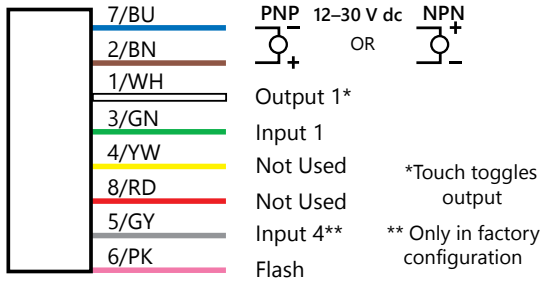 7/BU
PNP 12–30 V dc NPN
– +
2/BN
OR
+ –
1/WH
Output 1*
3/GN
Input 1
4/YW
Not Used
*Touch toggles
output
8/RD
Not Used
5/GY
Input 4**
** Only in factory
configuration
6/PK
Flash